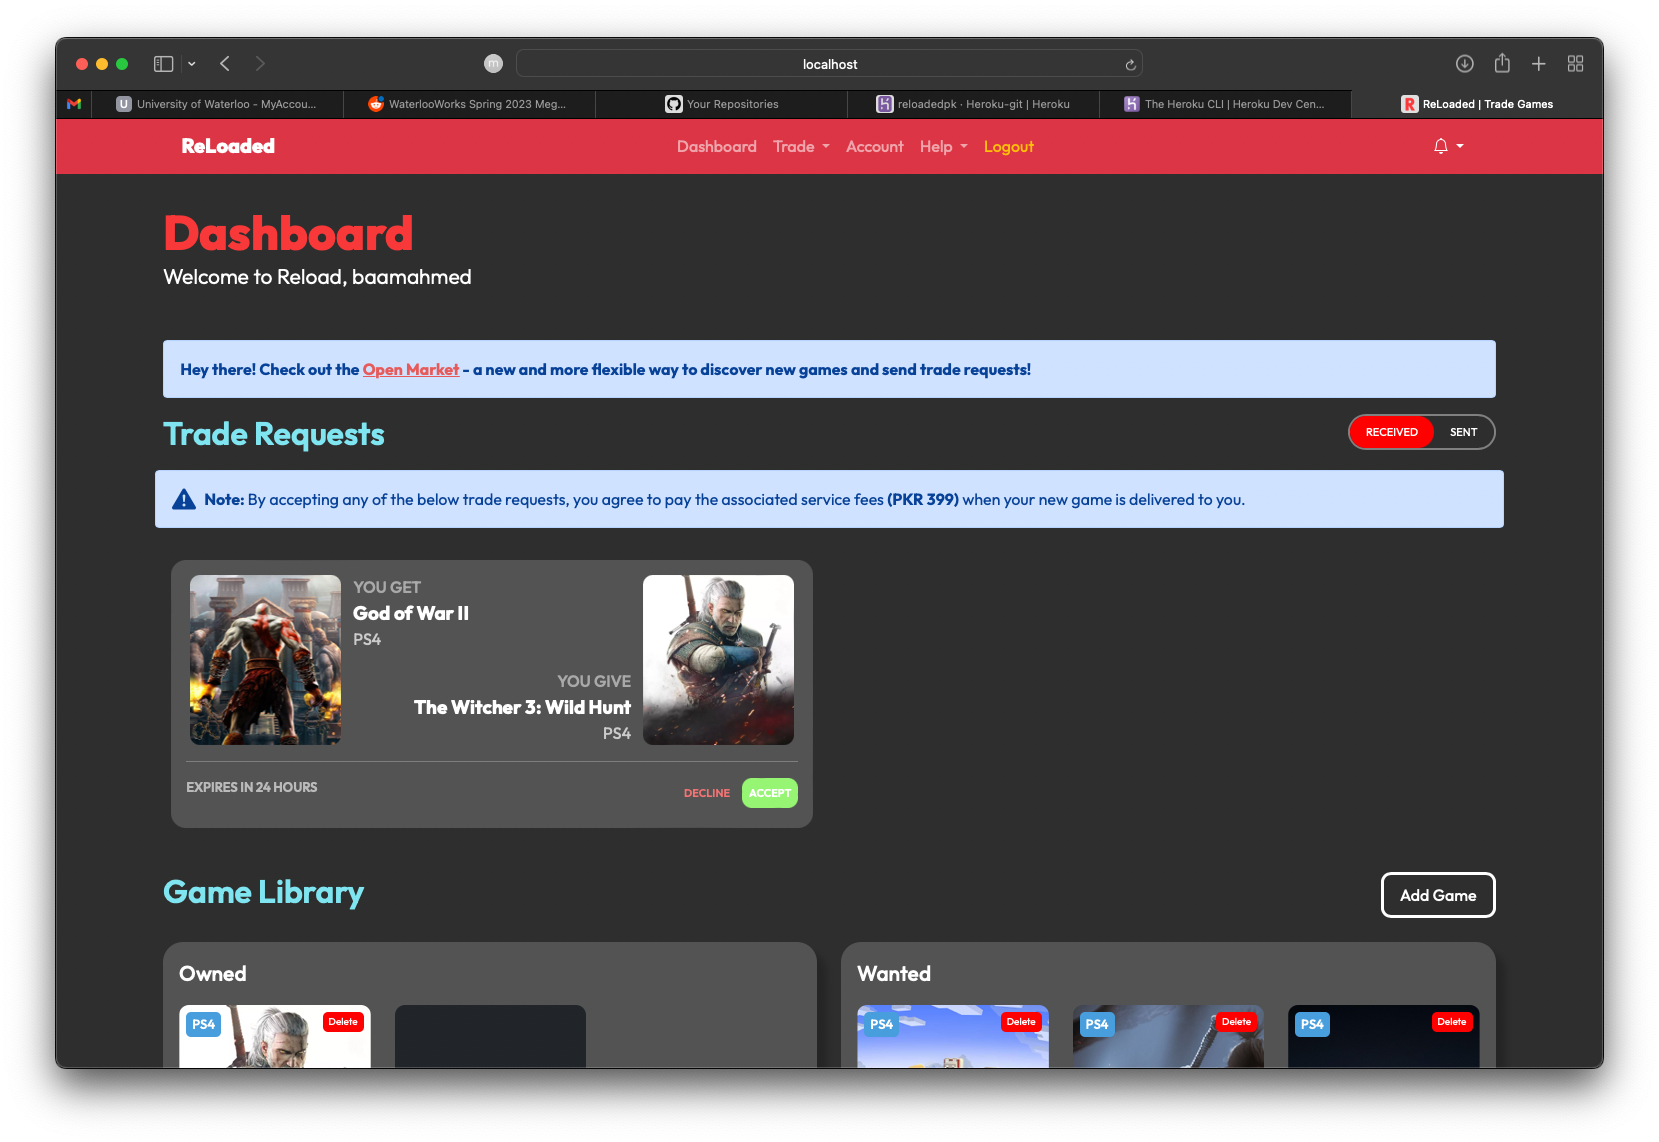 m
localhost
U University of Waterloo - MyAccou...
WaterlooWorks Spring 2023 Meg...
Your Repositories
reloadedpk · Heroku-git | Heroku
The Heroku CLI | Heroku Dev Cen...
R ReLoaded | Trade Games
ReLoaded
Dashboard Trade Account Help Logout
Dashboard
Welcome to Reload, baamahmed
Hey there! Check out the Open Market - a new and more flexible way to discover new games and send trade requests!
Trade Requests
RECEIVED SENT
Note: By accepting any of the below trade requests, you agree to pay the associated service fees (PKR 399) when your new game is delivered to you.
YOU GET
God of War II
PS4
YOU GIVE
The Witcher 3: Wild Hunt
PS4
EXPIRES IN 24 HOURS
DECLINE ACCEPT
Game Library
Add Game
Owned
PS4 Delete
Wanted
PS4 Delete
PS4 Delete
PS4 Delete